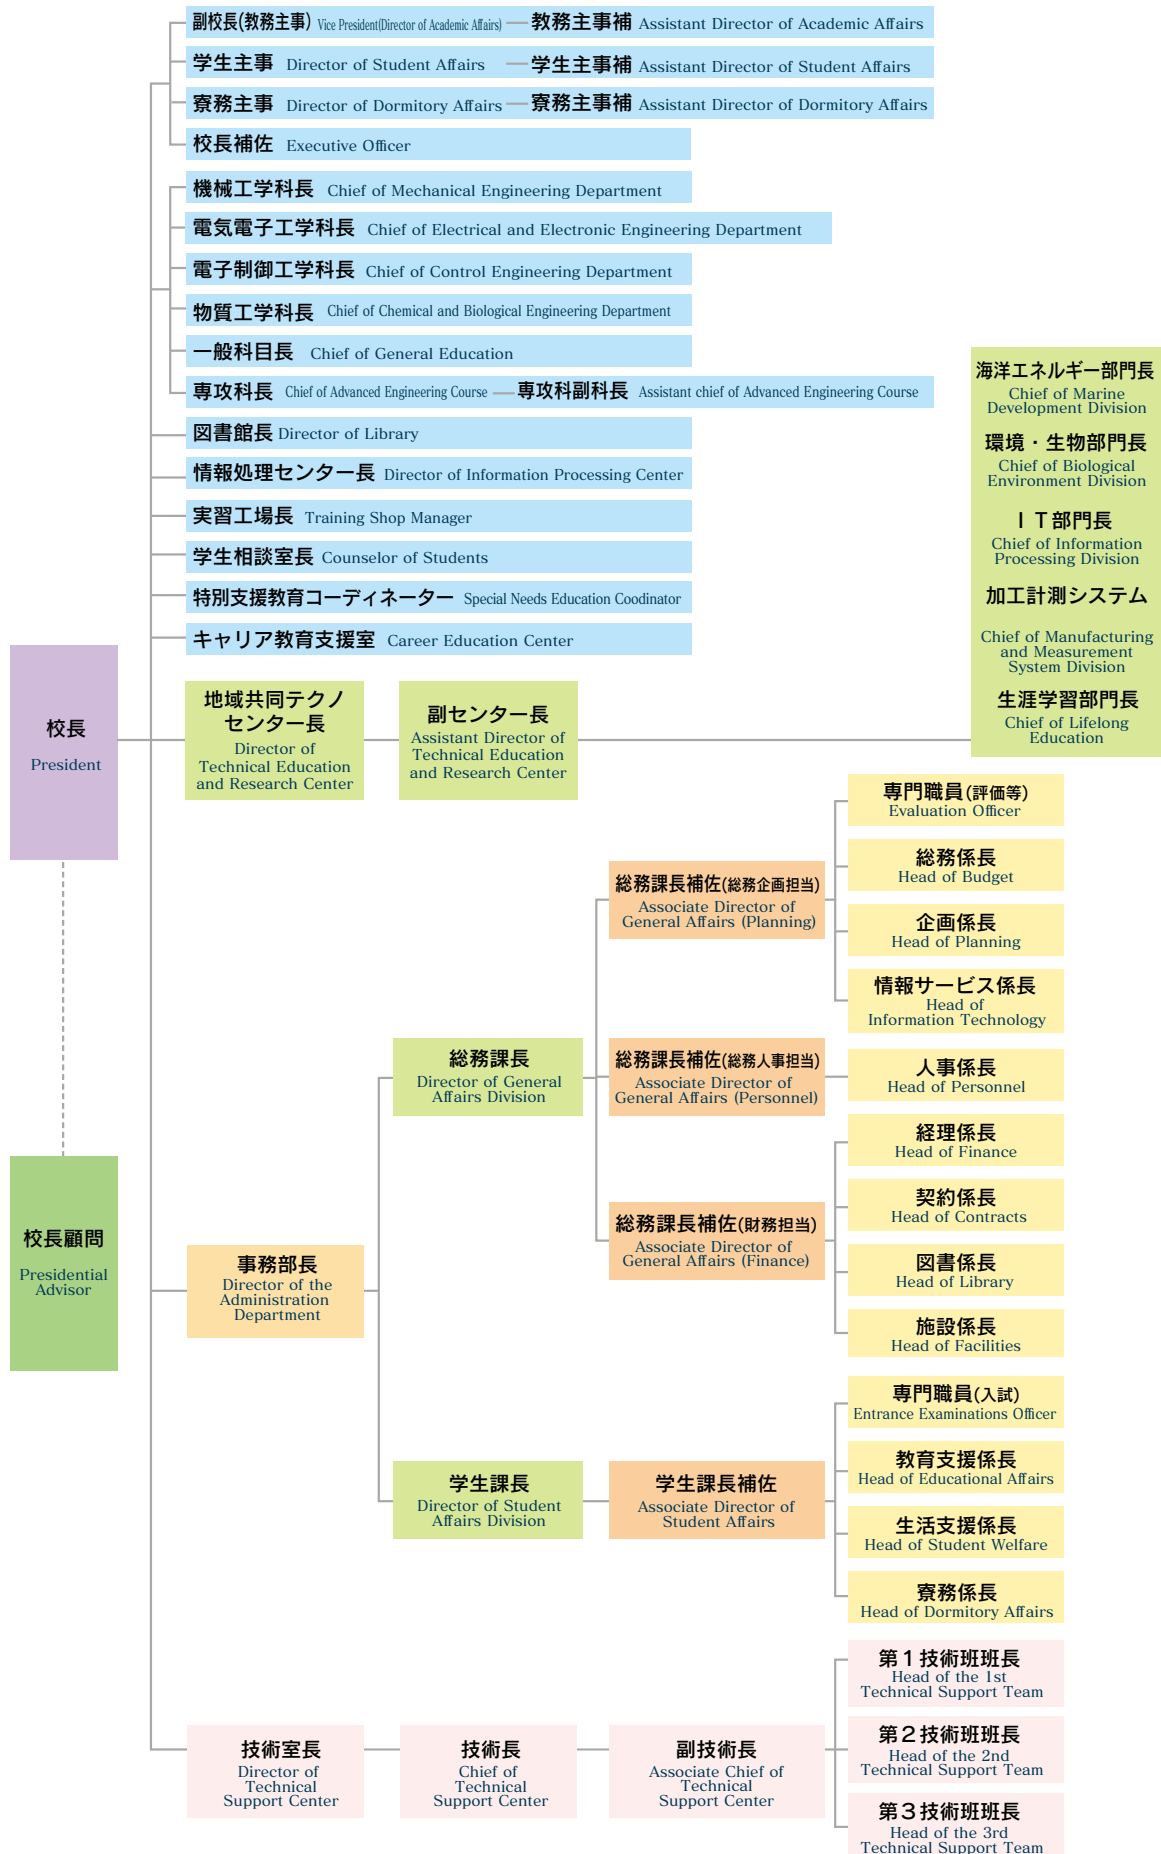 副校長(教務主事) Vice President(Director of Academic Affairs) 教務主事補 Assistant Director of Academic Affairs
学生主事 Director of Student Affairs 学生主事補 Assistant Director of Student Affairs
寮務主事 Director of Dormitory Affairs 寮務主事補 Assistant Director of Dormitory Affairs
校長補佐 Executive Officer
機械工学科長 Chief of Mechanical Engineering Department
電気電子工学科長 Chief of Electrical and Electronic Engineering Department
電子制御工学科長 Chief of Control Engineering Department
物質工学科長 Chief of Chemical and Biological Engineering Department
一般科目長 Chief of General Education
専攻科長 Chief of Advanced Engineering Course 専攻科副科長 Assistant chief of Advanced Engineering Course
図書館長 Director of Library
情報処理センター長 Director of Information Processing Center
実習工場長 Training Shop Manager
学生相談室長 Counselor of Students
特別支援教育コーディネーター Special Needs Education Coodinator
キャリア教育支援室 Career Education Center
海洋エネルギー部門長
Chief of Marine
Development Division
環境・生物部門長
Chief of Biological
Environment Division
ＩＴ部門長
Chief of Information
Processing Division
加工計測システム
Chief of Manufacturing
and Measurement
System Division
生涯学習部門長
Chief of Lifelong
Education
校長
President
地域共同テクノ
センター長
Director of
Technical Education
and Research Center
副センター長
Assistant Director of
Technical Education
and Research Center
校長顧問
Presidential
Advisor
事務部長
Director of the
Administration
Department
総務課長
Director of General
Affairs Division
総務課長補佐(総務企画担当)
Associate Director of
General Affairs (Planning)
専門職員(評価等)
Evaluation Officer
総務係長
Head of Budget
企画係長
Head of Planning
情報サービス係長
Head of
Information Technology
総務課長補佐(総務人事担当)
Associate Director of
General Affairs (Personnel)
人事係長
Head of Personnel
総務課長補佐(財務担当)
Associate Director of
General Affairs (Finance)
経理係長
Head of Finance
契約係長
Head of Contracts
図書係長
Head of Library
施設係長
Head of Facilities
学生課長
Director of Student
Affairs Division
学生課長補佐
Associate Director of
Student Affairs
専門職員(入試)
Entrance Examinations Officer
教育支援係長
Head of Educational Affairs
生活支援係長
Head of Student Welfare
寮務係長
Head of Dormitory Affairs
技術室長
Director of
Technical
Support Center
技術長
Chief of
Technical
Support Center
副技術長
Associate Chief of
Technical
Support Center
第１技術班班長
Head of the 1st
Technical Support Team
第２技術班班長
Head of the 2nd
Technical Support Team
第３技術班班長
Head of the 3rd
Technical Support Team